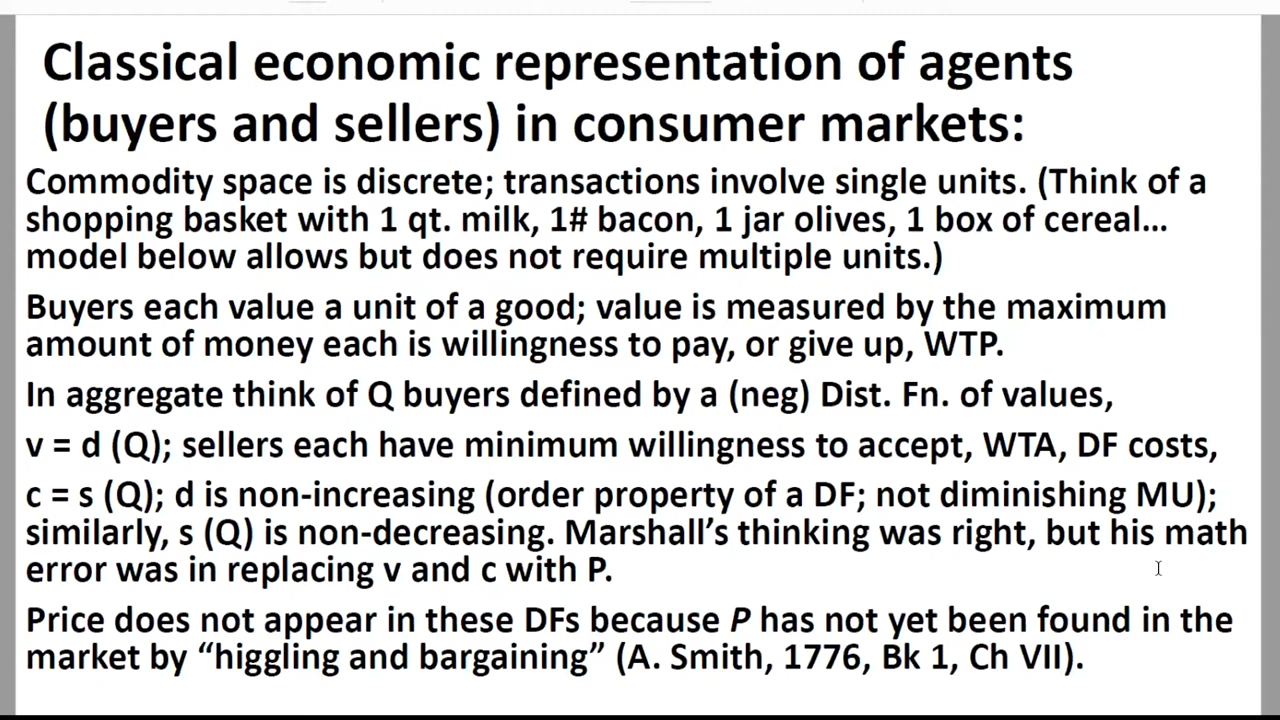 Classical economic representation of agents
(buyers and sellers) in consumer markets:
Commodity space is discrete; transactions involve single units. (Think of a
shopping basket with 1 qt. milk, 1# bacon, 1 jar olives, 1 box of cereal…
model below allows but does not require multiple units.)
Buyers each value a unit of a good; value is measured by the maximum
amount of money each is willingness to pay, or give up, WTP.
In aggregate think of Q buyers defined by a (neg) Dist. Fn. of values,
v = d (Q); sellers each have minimum willingness to accept, WTA, DF costs,
c = s (Q); d is non-increasing (order property of a DF; not diminishing MU);
similarly, s (Q) is non-decreasing. Marshall’s thinking was right, but his math
error was in replacing v and c with P.
Price does not appear in these DFs because P has not yet been found in the
market by “higgling and bargaining” (A. Smith, 1776, Bk 1, Ch VII).